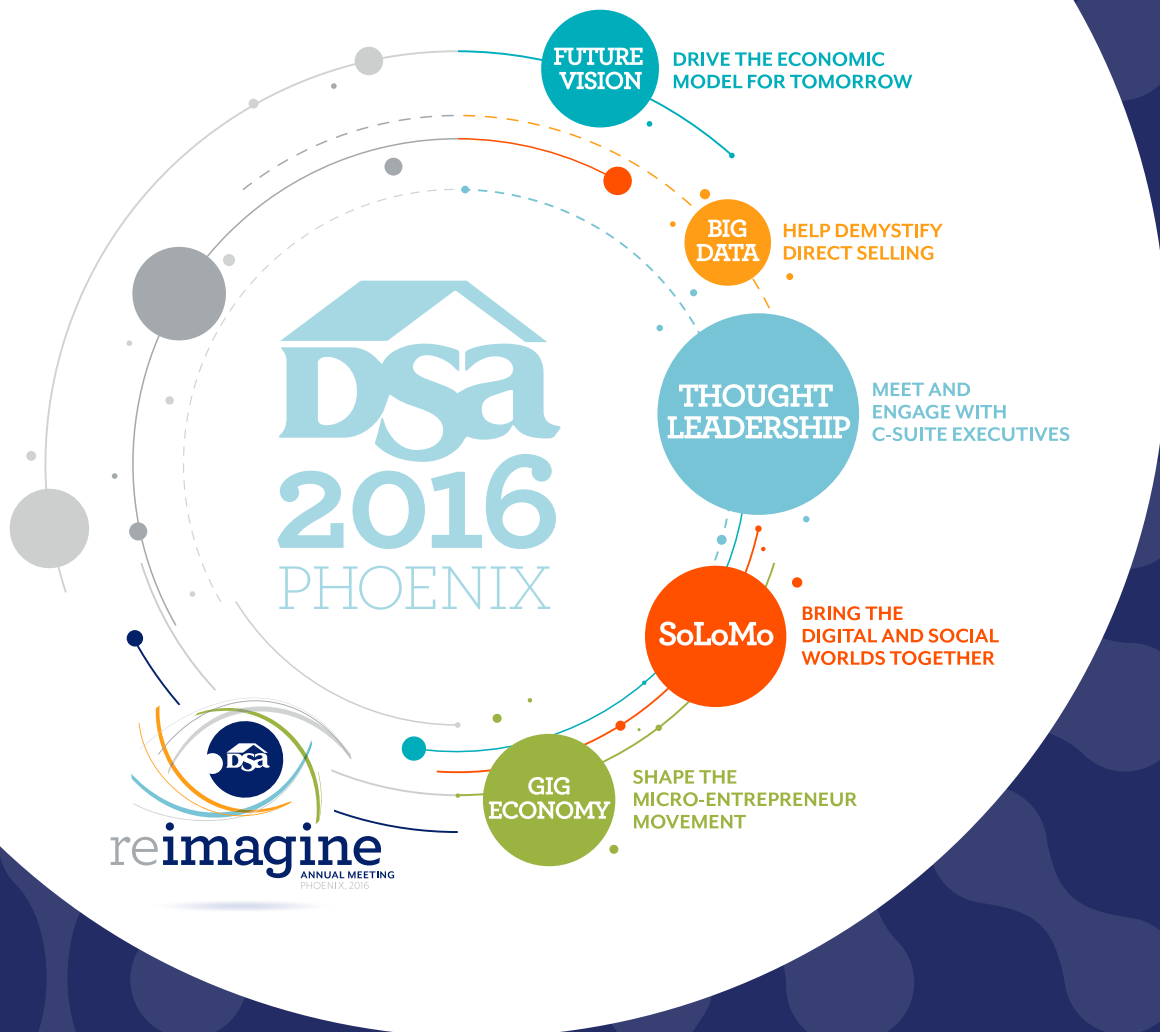 FUTURE
VISION
DRIVE THE ECONOMIC
MODEL FOR TOMORROW
BIG
DATA
HELP DEMYSTIFY
DIRECT SELLING
DSa
2016
PHOENIX
THOUGHT
LEADERSHIP
MEET AND
ENGAGE WITH
C-SUITE EXECUTIVES
SoLoMo
BRING THE
DIGITAL AND SOCIAL
WORLDS TOGETHER
GIG
ECONOMY
SHAPE THE
MICRO-ENTREPRENEUR
MOVEMENT
DSa
reimagine
ANNUAL MEETING
PHOENIX, 2016